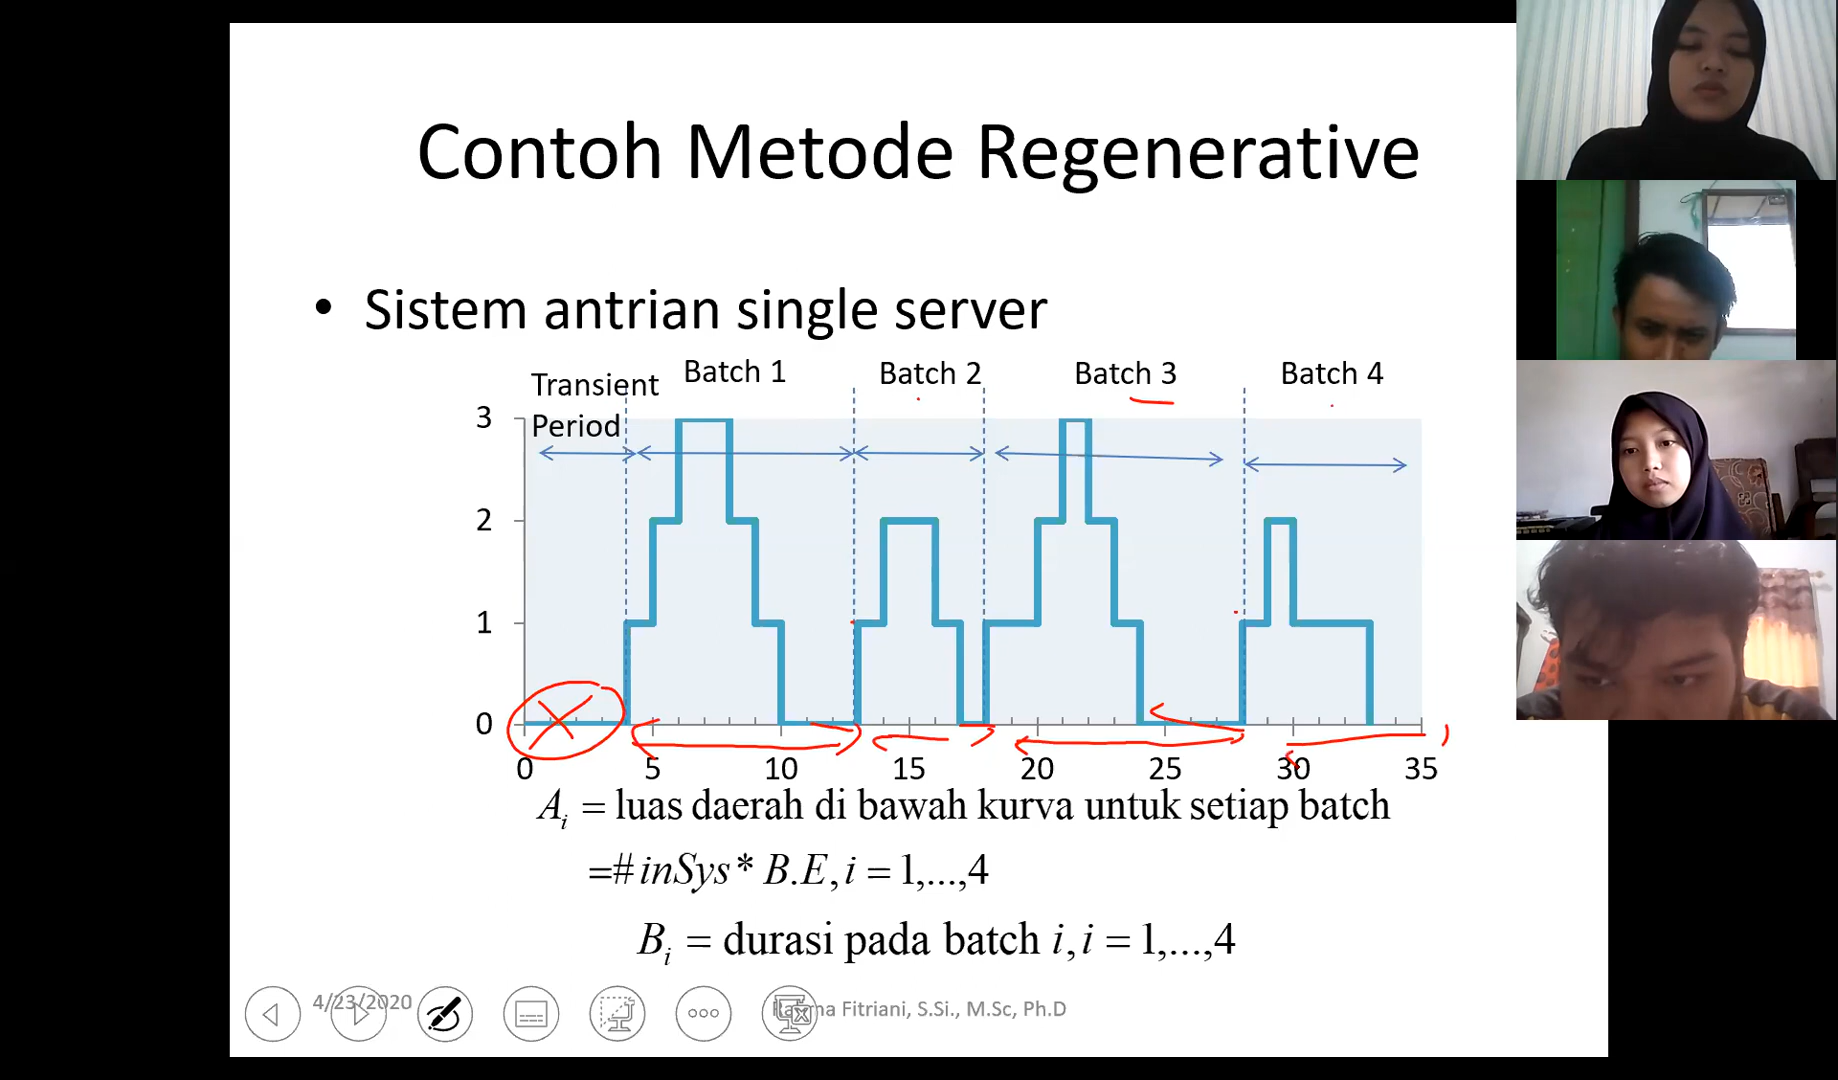 Contoh Metode Regenerative
• Sistem antrian single server
Transient Period
Batch 1
Batch 2
Batch 3
Batch 4
3
2
1
0
0 5 10 15 20 25 30 35
A_i = luas daerah di bawah kurva untuk setiap batch
=# inSys * B.E, i = 1,...,4
B_i = durasi pada batch i, i = 1,...,4
4/23/2020
Fitriani, S.Si., M.Sc, Ph.D